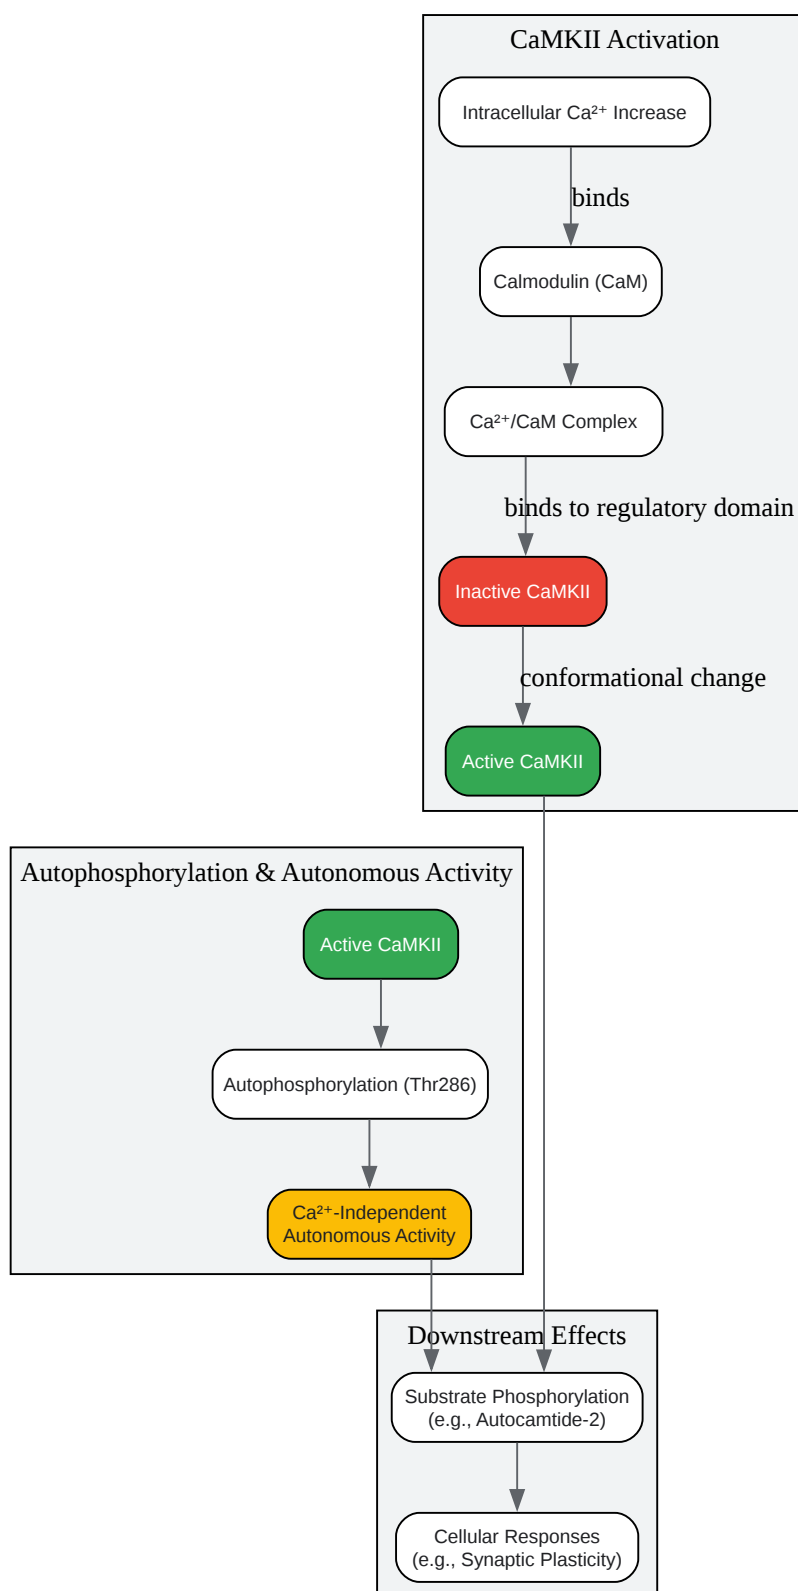 CaMKII Activation
Intracellular Ca²⁺ Increase
binds
Calmodulin (CaM)
Ca²⁺/CaM Complex
binds to regulatory domain
Inactive CaMKII
conformational change
Active CaMKII
Autophosphorylation & Autonomous Activity
Active CaMKII
Autophosphorylation (Thr286)
Ca²⁺-Independent
Autonomous Activity
Downstream Effects
Substrate Phosphorylation
(e.g., Autocamtide-2)
Cellular Responses
(e.g., Synaptic Plasticity)